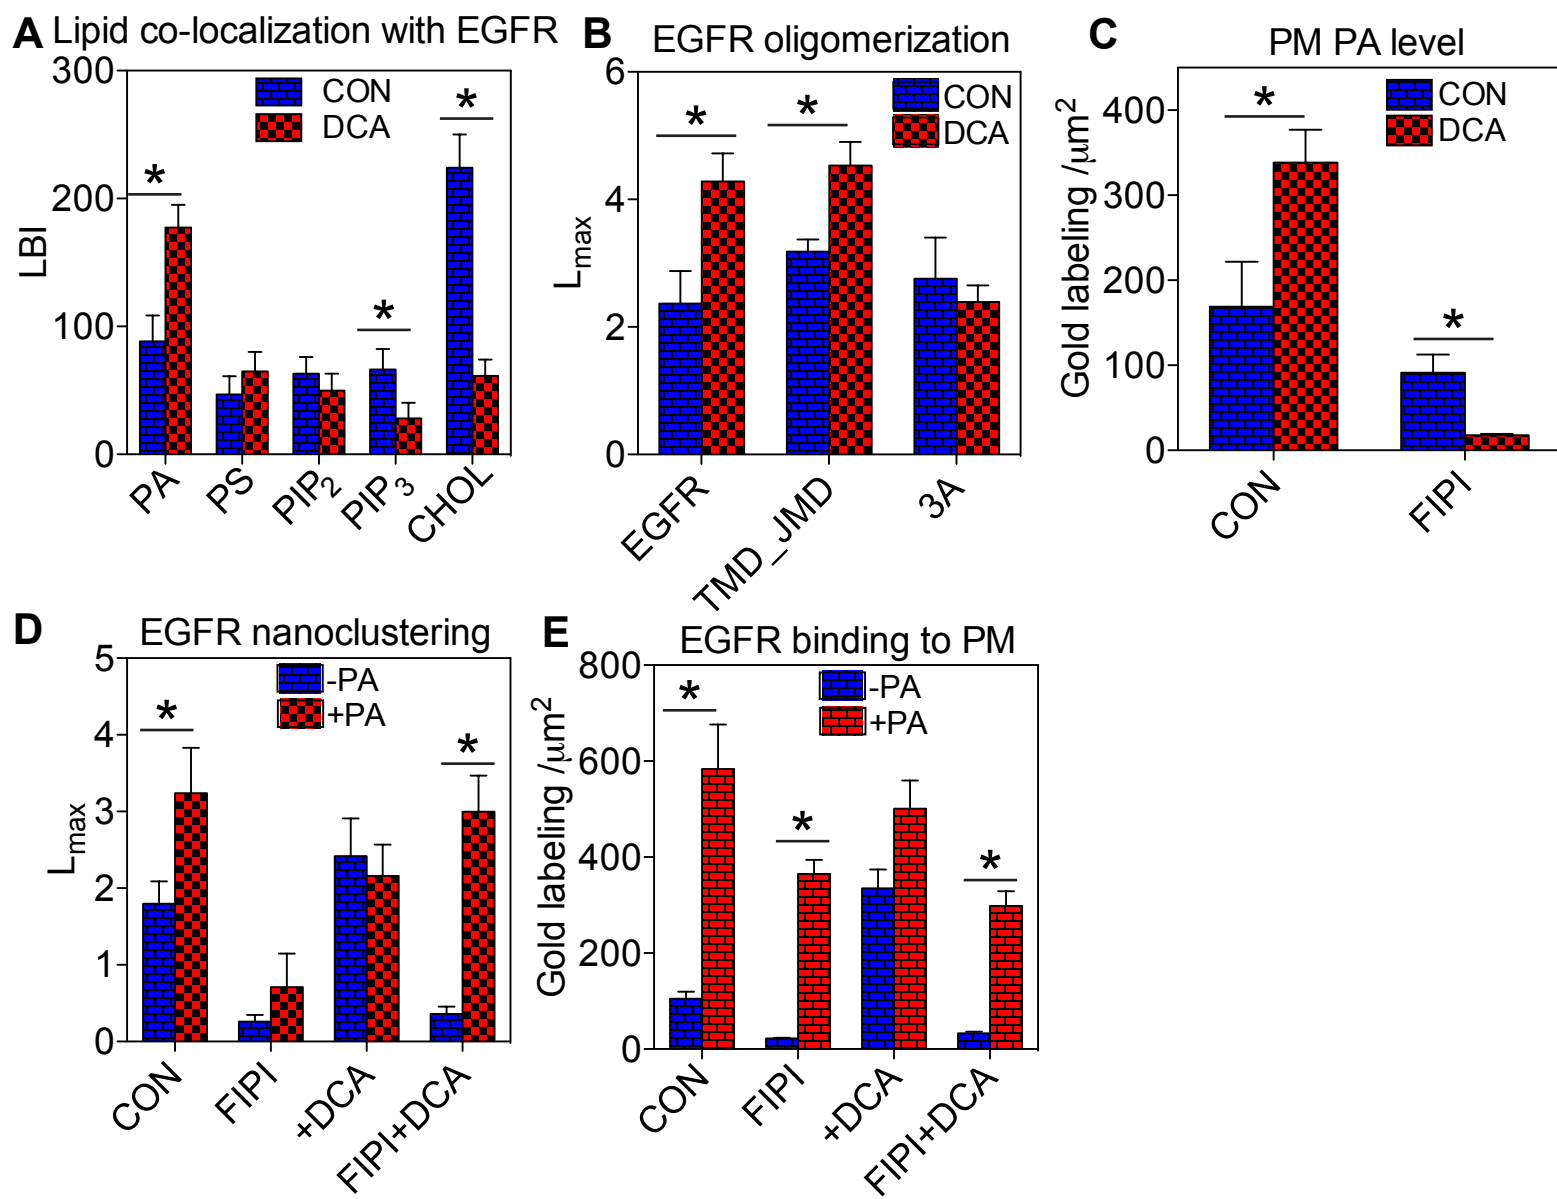 A Lipid co-localization with EGFR
300
200
100
0
LBI
CON
DCA
*
*
*
PA
PS
PIP2
PIP3
CHOL
B EGFR oligomerization
6
4
2
0
Lmax
CON
DCA
*
*
EGFR
TMD_JMD
3A
C PM PA level
400
300
200
100
0
Gold labeling /μm2
CON
DCA
*
*
CON
FIPI
D EGFR nanoclustering
5
4
3
2
1
0
Lmax
-PA
+PA
*
*
CON
FIPI
+DCA
FIPI+DCA
E EGFR binding to PM
800
600
400
200
0
Gold labeling /μm2
-PA
+PA
*
*
*
CON
FIPI
+DCA
FIPI+DCA